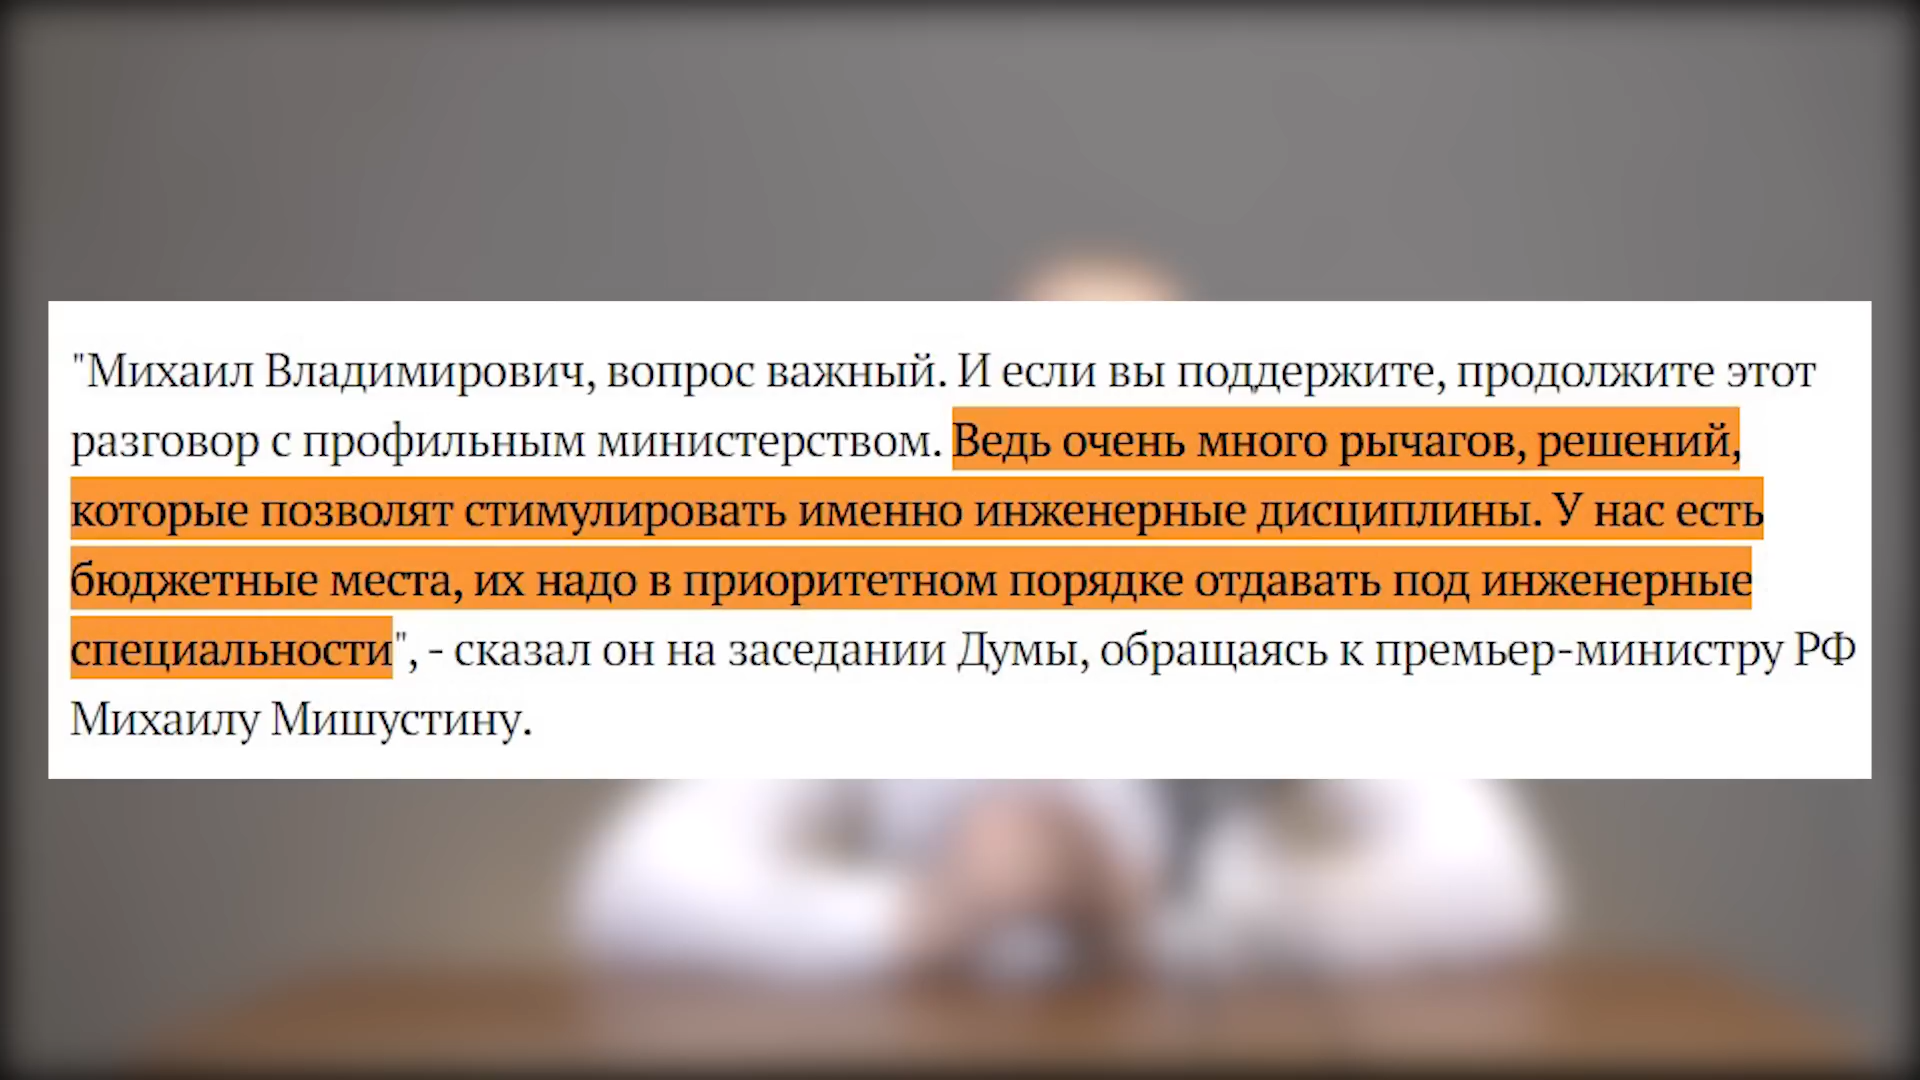 "Михаил Владимирович, вопрос важный. И если вы поддержите, продолжите этот
разговор с профильным министерством. Ведь очень много рычагов, решений,
которые позволят стимулировать именно инженерные дисциплины. У нас есть
бюджетные места, их надо в приоритетном порядке отдавать под инженерные
специальности", - сказал он на заседании Думы, обращаясь к премьер-министру РФ
Михаилу Мишустину.